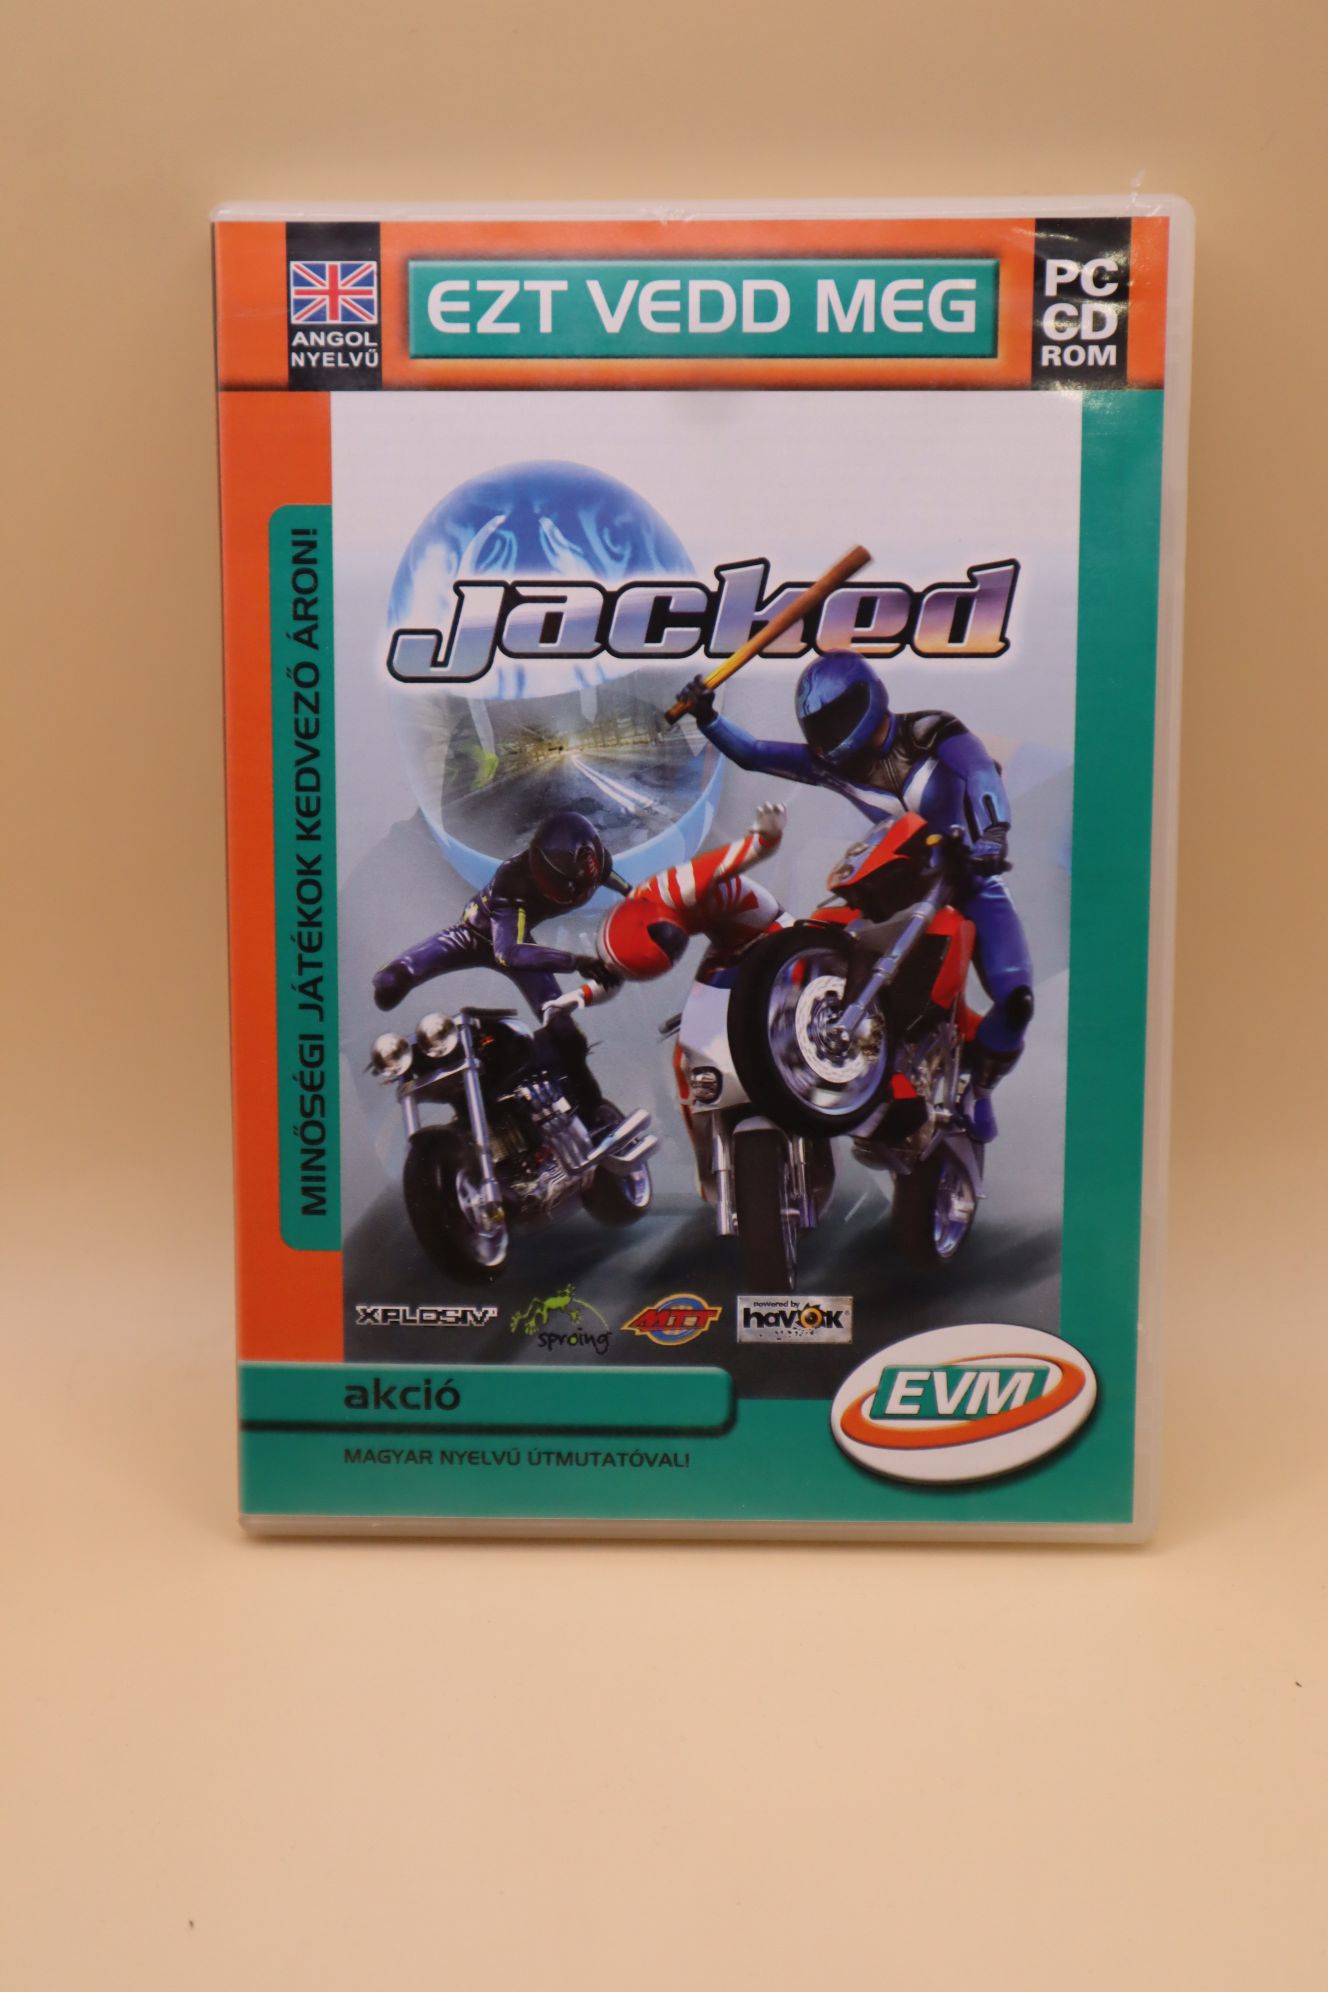 ANGOL
NYELVŰ
EZT VEDD MEG
PC
CD
ROM
MINŐSÉGI JÁTÉKOK KEDVEZŐ ÁRON!
jacked
XPLOSIV
sproing
MTT
powered by
havok
akció
MAGYAR NYELVŰ ÚTMUTATÓVAL!
EVM